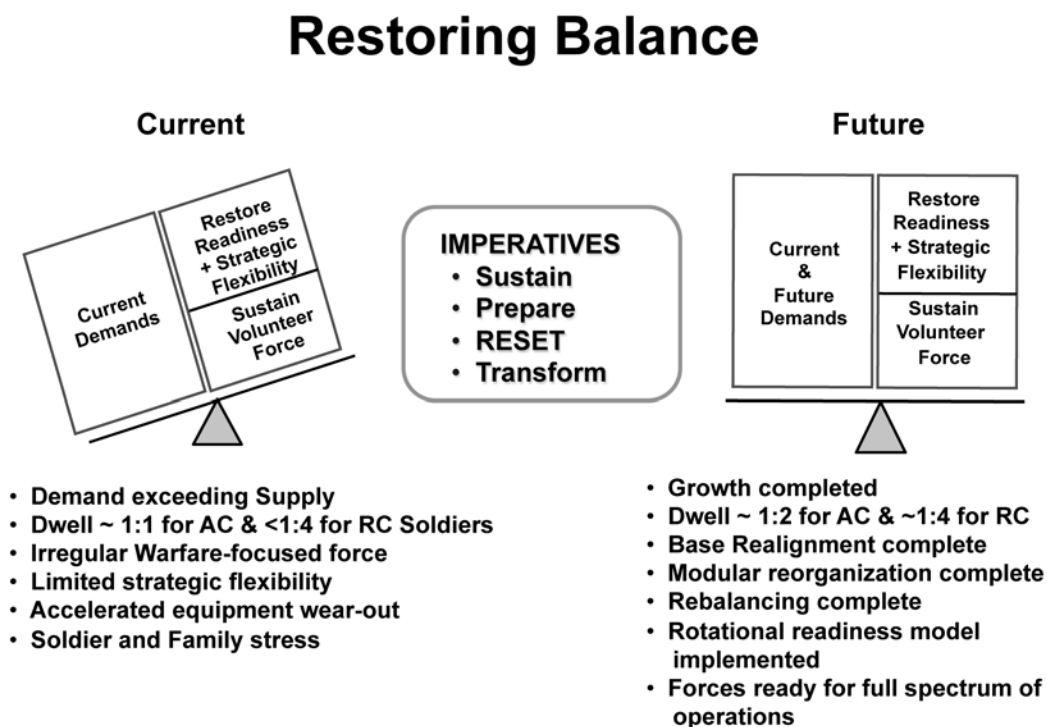 Restoring Balance
Current
Current
Demands
Restore
Readiness
+ Strategic
Flexibility
Sustain
Volunteer
Force
• Demand exceeding Supply
• Dwell ~ 1:1 for AC & <1:4 for RC Soldiers
• Irregular Warfare-focused force
• Limited strategic flexibility
• Accelerated equipment wear-out
• Soldier and Family stress
IMPERATIVES
• Sustain
• Prepare
• RESET
• Transform
Future
Current
&
Future
Demands
Restore
Readiness
+ Strategic
Flexibility
Sustain
Volunteer
Force
• Growth completed
• Dwell ~ 1:2 for AC & ~1:4 for RC
• Base Realignment complete
• Modular reorganization complete
• Rebalancing complete
• Rotational readiness model
implemented
• Forces ready for full spectrum of
operations